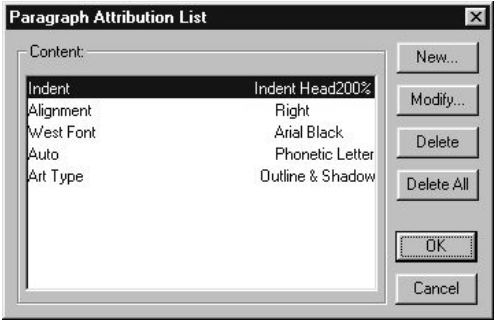 Paragraph Attribution List
Content:
Indent Indent Head200%
Alignment Right
West Font Arial Black
Auto Phonetic Letter
Art Type Outline & Shadow
New...
Modify...
Delete
Delete All
OK
Cancel